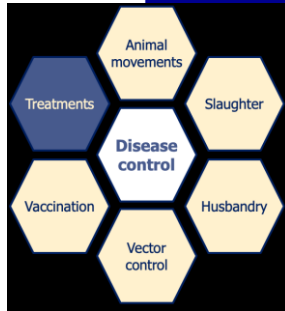 Animal
movements
Treatments
Slaughter
Disease
control
Vaccination
Husbandry
Vector
control